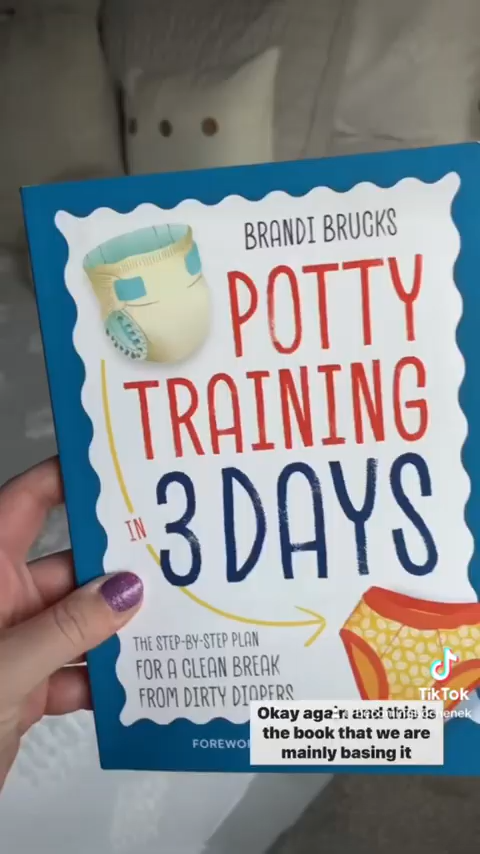 BRANDI BRUCKS
POTTY
TRAINING
IN
3 DAYS
THE STEP-BY-STEP PLAN
FOR A CLEAN BREAK
FROM DIRTY DIAPERS
TikTok
Okay again and this is
the book that we are
mainly basing it